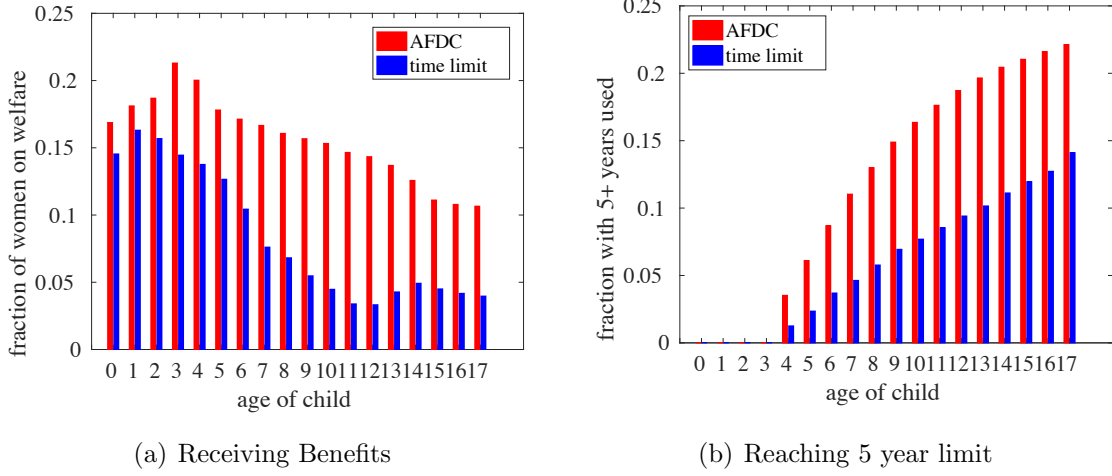 0.25
0.2
0.15
0.1
0.05
0
fraction of women on welfare
AFDC
time limit
0 1 2 3 4 5 6 7 8 9 10 11 12 13 14 15 16 17
age of child
(a) Receiving Benefits
0.25
0.2
0.15
0.1
0.05
0
fraction with 5+ years used
AFDC
time limit
0 1 2 3 4 5 6 7 8 9 10 11 12 13 14 15 16 17
age of child
(b) Reaching 5 year limit